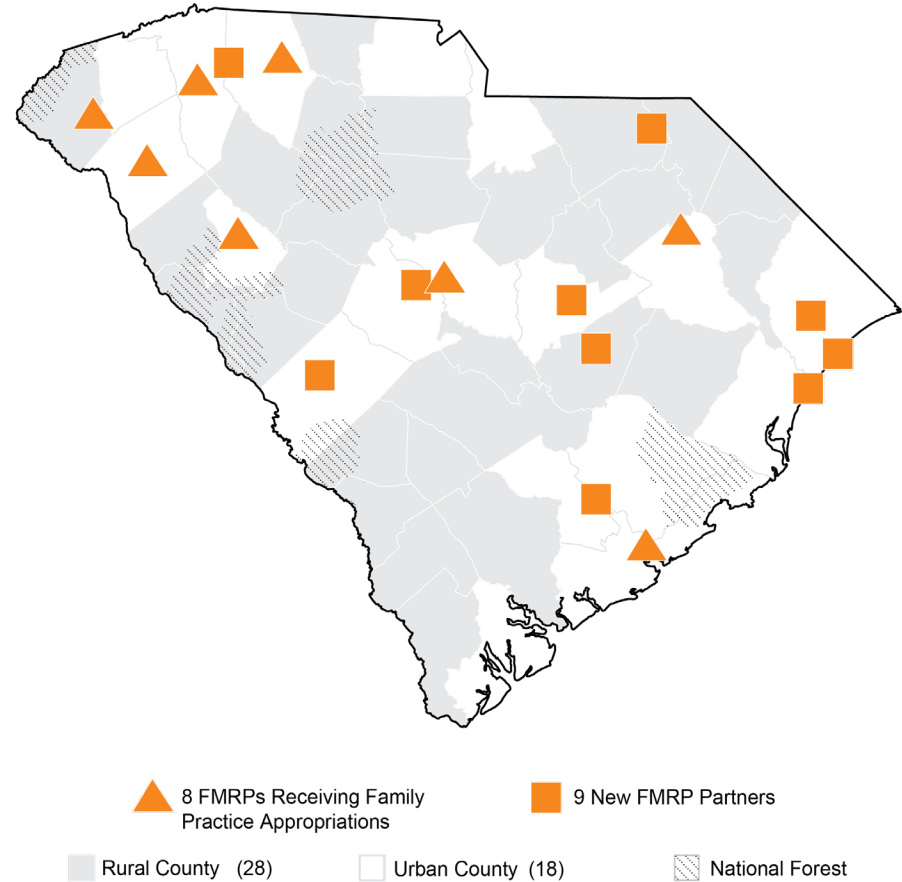 8 FMRPs Receiving Family
Practice Appropriations
9 New FMRP Partners
Rural County (28)
Urban County (18)
National Forest